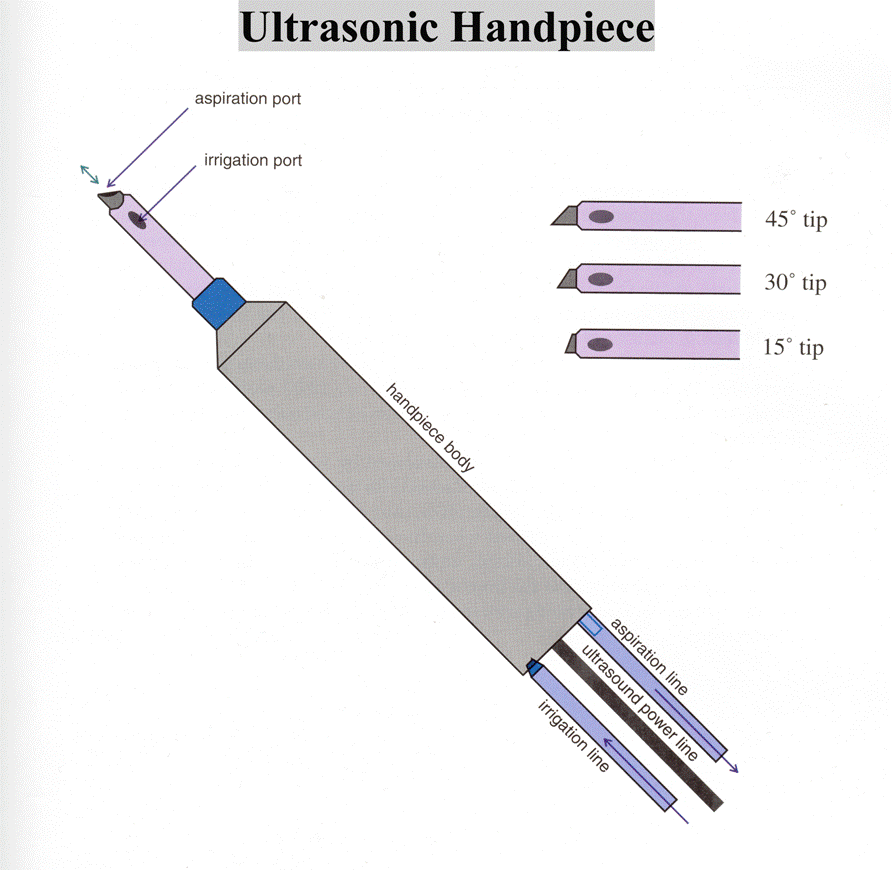 Ultrasonic Handpiece
aspiration port
irrigation port
45° tip
30° tip
15° tip
handpiece body
aspiration line
ultrasound power line
irrigation line